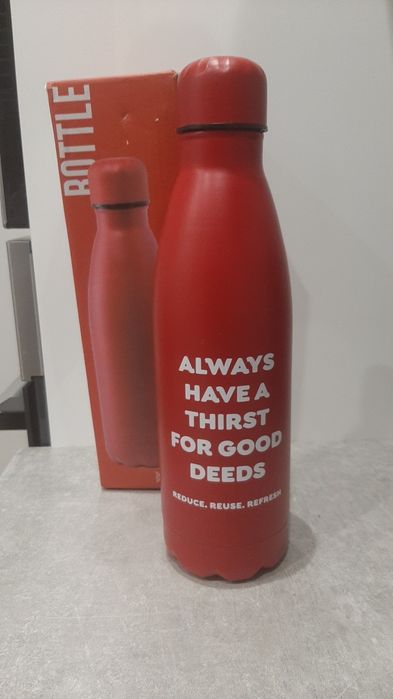 BOTTLE
ALWAYS
HAVE A
THIRST
FOR GOOD
DEEDS
REDUCE. REUSE. REFRESH